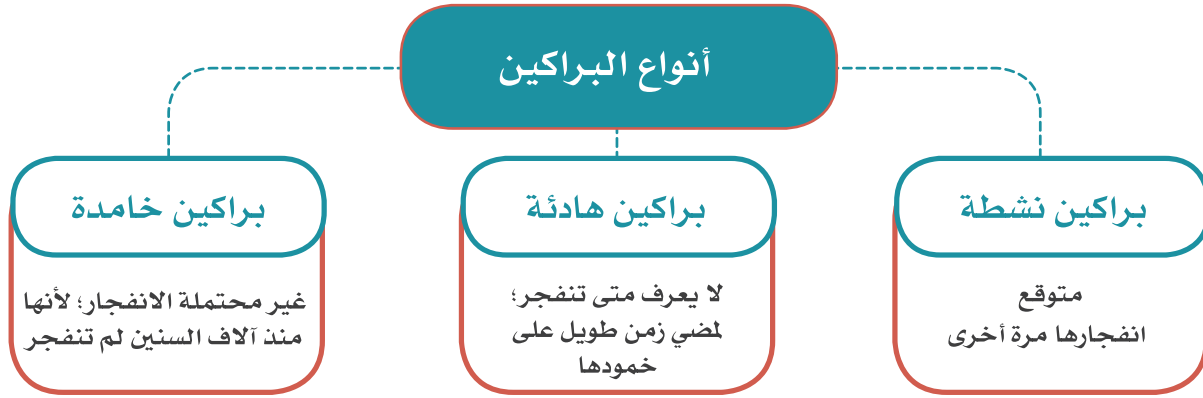 أنواع البراكين
براكين نشطة
متوقع
انفجارها مرة أخرى
براكين هادئة
لا يعرف متى تنفجر؛
لمضي زمن طويل على
خمودها
براكين خامدة
غير محتملة الانفجار؛ لأنها
منذ آلاف السنين لم تنفجر